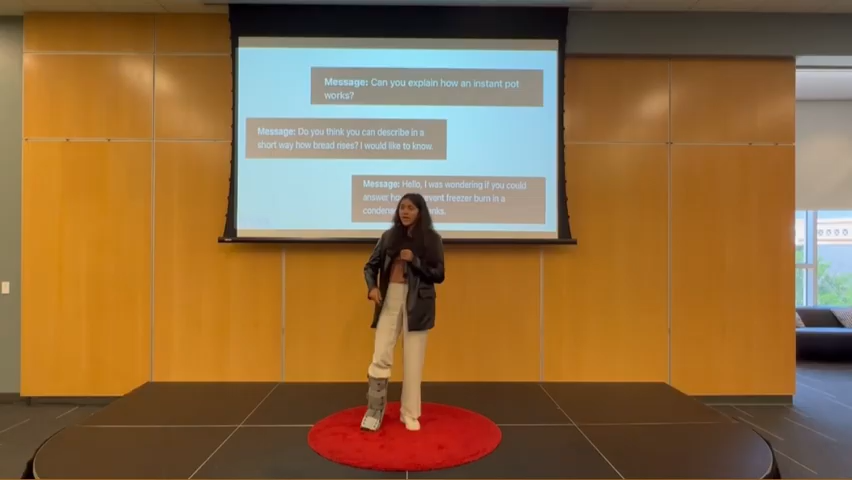 Message: Can you explain how an instant pot
works?
Message: Do you think you can describe in a
short way how bread rises? I would like to know.
Message: Hello, I was wondering if you could
answer freezer burn in a